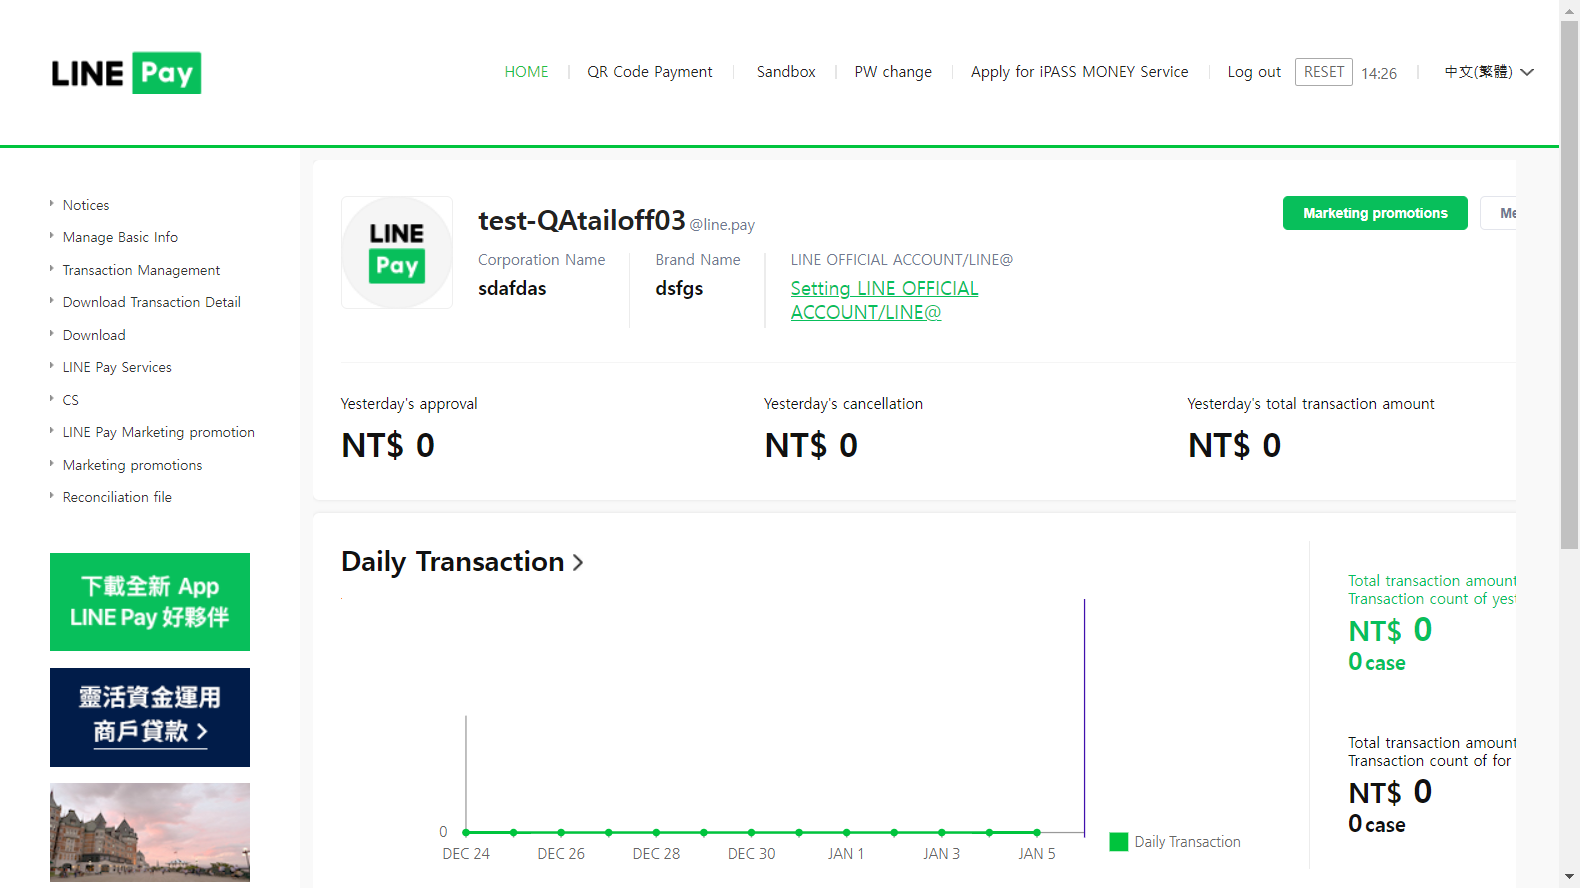 LINE Pay
HOME
QR Code Payment
Sandbox
PW change
Apply for iPASS MONEY Service
Log out
RESET
14:26
中文(繁體)
Notices
Manage Basic Info
Transaction Management
Download Transaction Detail
Download
LINE Pay Services
CS
LINE Pay Marketing promotion
Marketing promotions
Reconciliation file
下載全新 App
LINE Pay 好夥伴
靈活資金運用
商戶貸款
LINE
Pay
test-QAtailoff03 @line.pay
Marketing promotions
Me
Corporation Name
sdafdas
Brand Name
dsfgs
LINE OFFICIAL ACCOUNT/LINE@
Setting LINE OFFICIAL
ACCOUNT/LINE@
Yesterday's approval
NT$ 0
Yesterday's cancellation
NT$ 0
Yesterday's total transaction amount
NT$ 0
Daily Transaction
0
DEC 24
DEC 26
DEC 28
DEC 30
JAN 1
JAN 3
JAN 5
Daily Transaction
Total transaction amount
Transaction count of yest
NT$ 0
0 case
Total transaction amount
Transaction count of for
NT$ 0
0 case